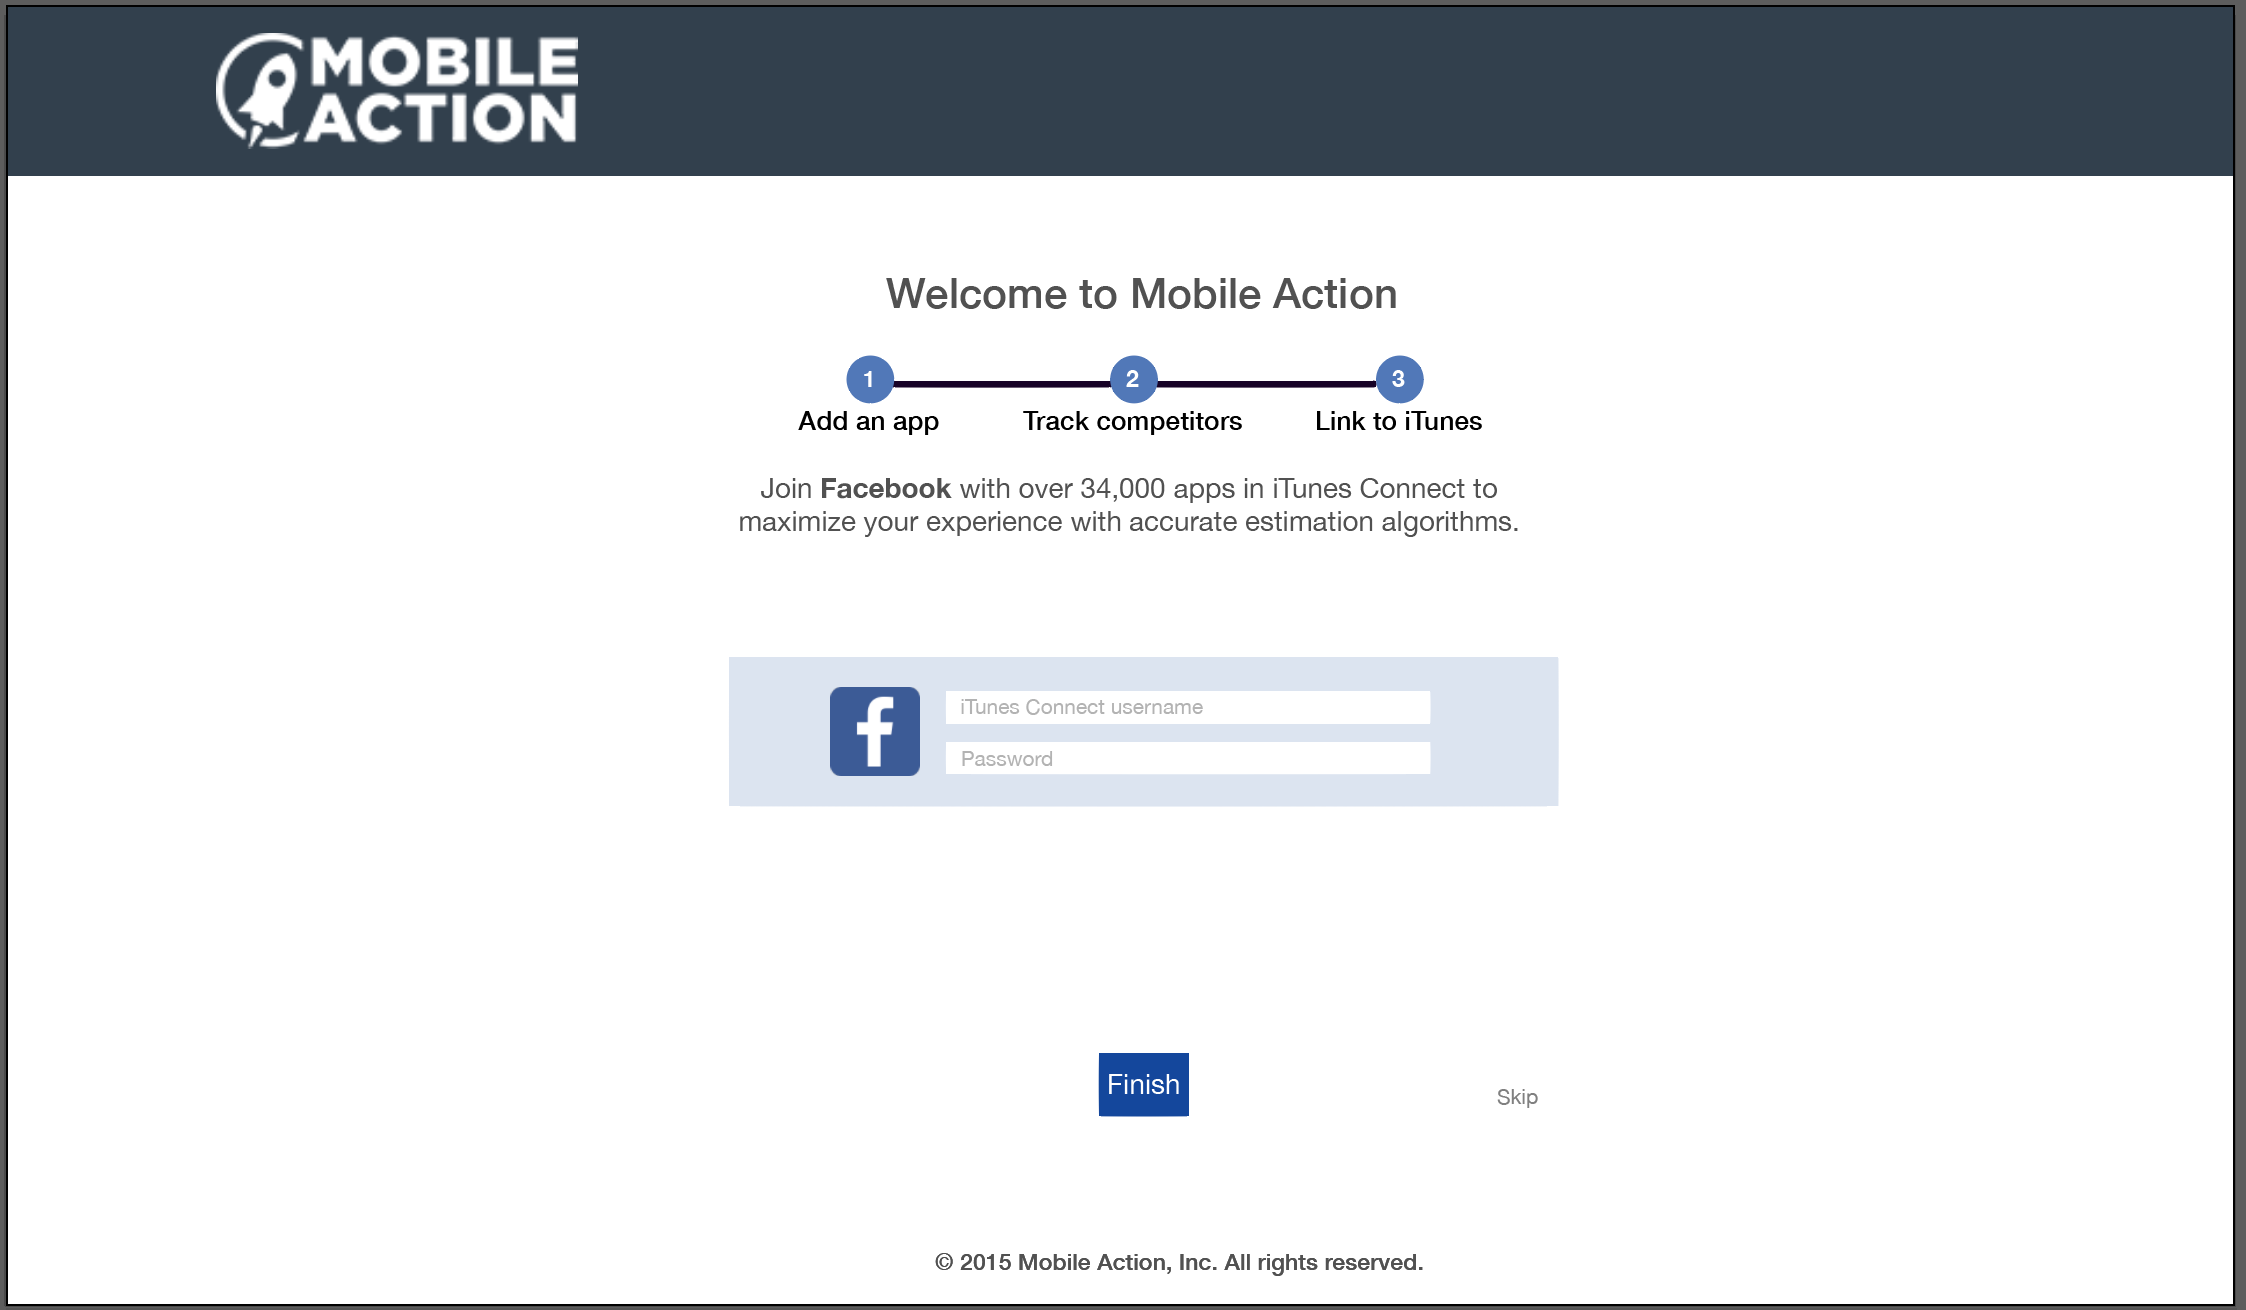 MOBILE
ACTION
Welcome to Mobile Action
1 2 3
Add an app Track competitors Link to iTunes
Join Facebook with over 34,000 apps in iTunes Connect to
maximize your experience with accurate estimation algorithms.
f
iTunes Connect username
Password
Finish
Skip
© 2015 Mobile Action, Inc. All rights reserved.